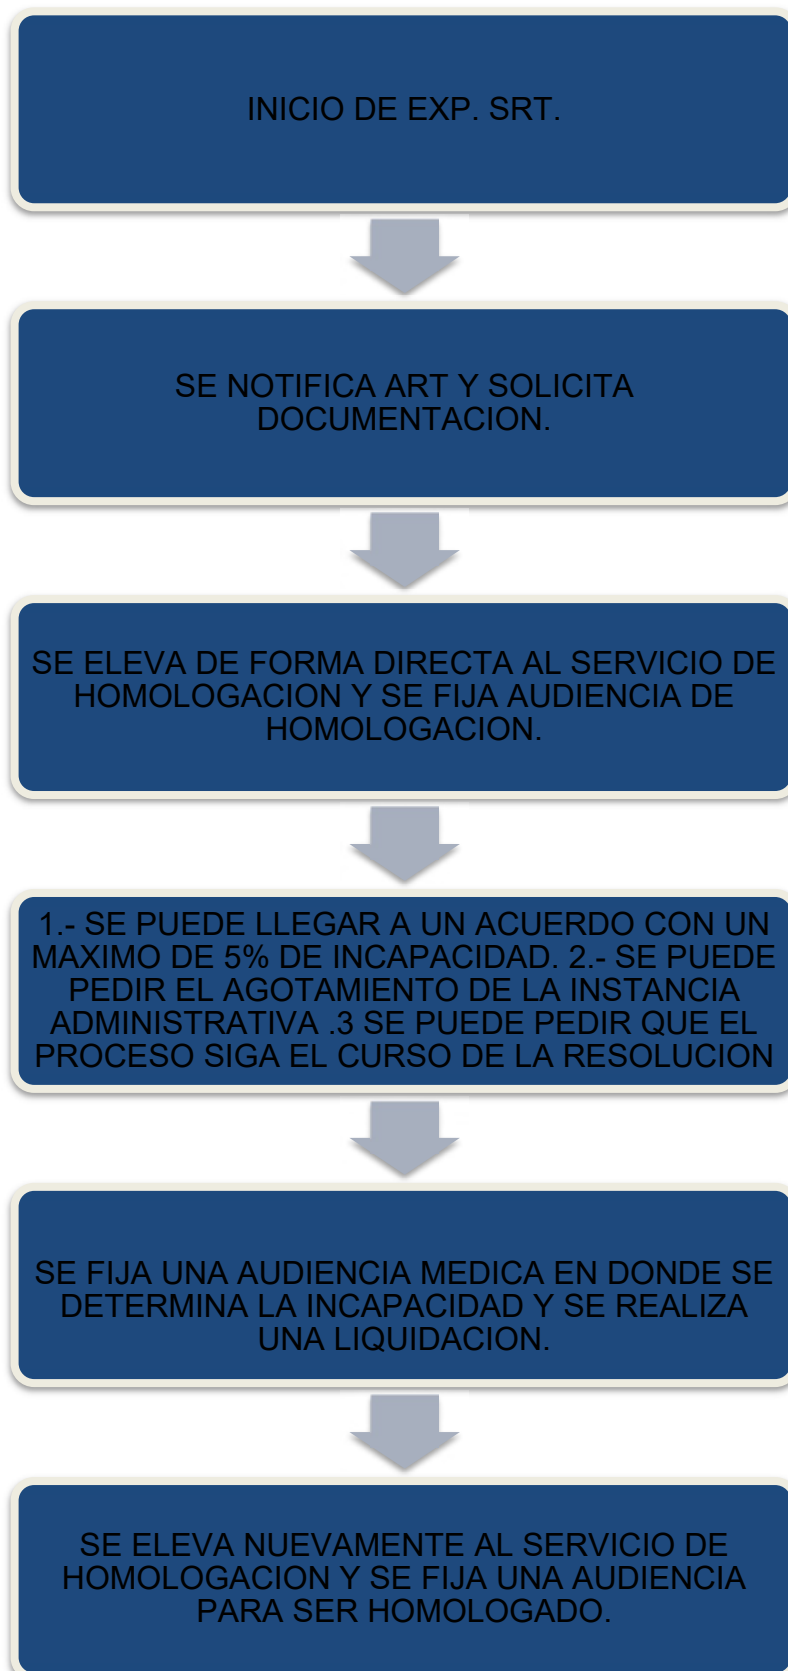 INICIO DE EXP. SRT.
SE NOTIFICA ART Y SOLICITA
DOCUMENTACION.
SE ELEVA DE FORMA DIRECTA AL SERVICIO DE
HOMOLOGACION Y SE FIJA AUDIENCIA DE
HOMOLOGACION.
1.- SE PUEDE LLEGAR A UN ACUERDO CON UN
MAXIMO DE 5% DE INCAPACIDAD. 2.- SE PUEDE
PEDIR EL AGOTAMIENTO DE LA INSTANCIA
ADMINISTRATIVA .3 SE PUEDE PEDIR QUE EL
PROCESO SIGA EL CURSO DE LA RESOLUCION
SE FIJA UNA AUDIENCIA MEDICA EN DONDE SE
DETERMINA LA INCAPACIDAD Y SE REALIZA
UNA LIQUIDACION.
SE ELEVA NUEVAMENTE AL SERVICIO DE
HOMOLOGACION Y SE FIJA UNA AUDIENCIA
PARA SER HOMOLOGADO.